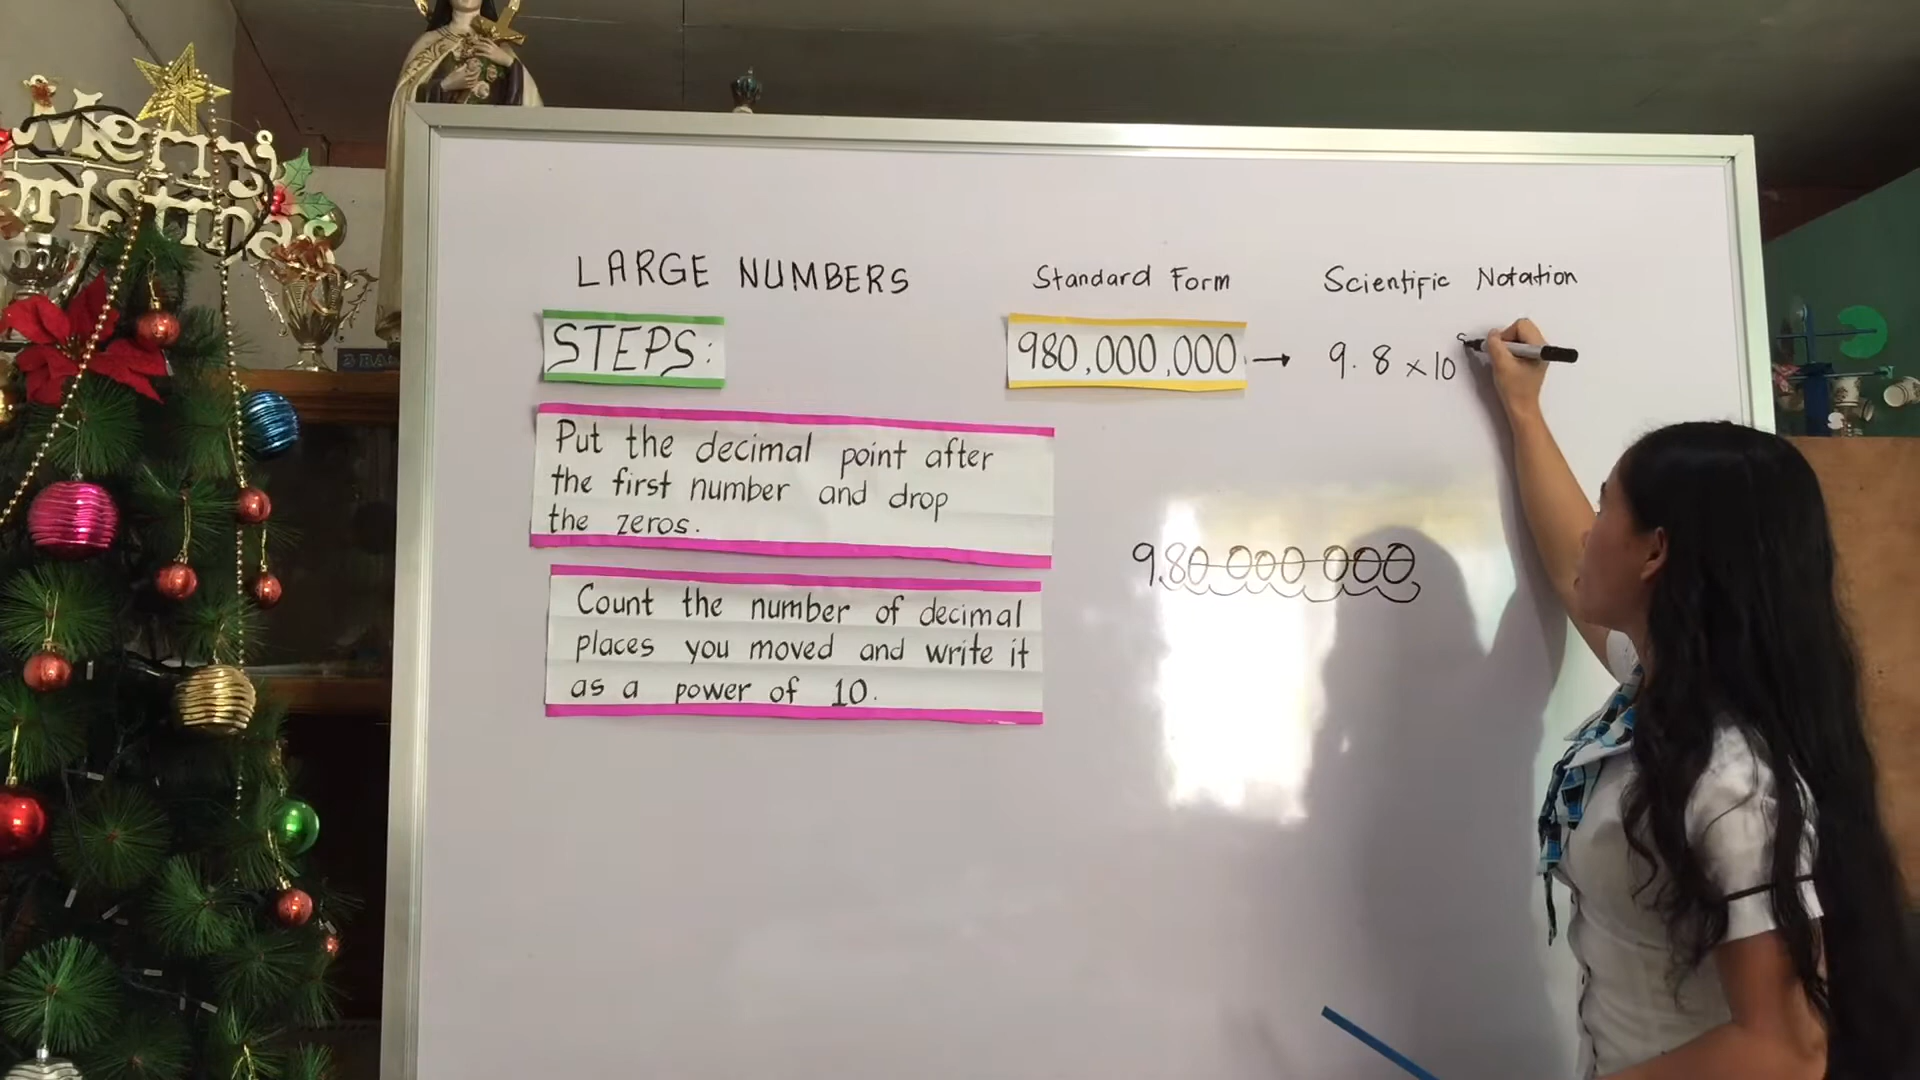 Merry
Christmas
LARGE NUMBERS
Standard Form
Scientific Notation
STEPS:
980,000,000. → 9.8 x10
Put the decimal point after
the first number and drop
the zeros.
9.80 000 000
Count the number of decimal
places you moved and write it
as a power of 10.